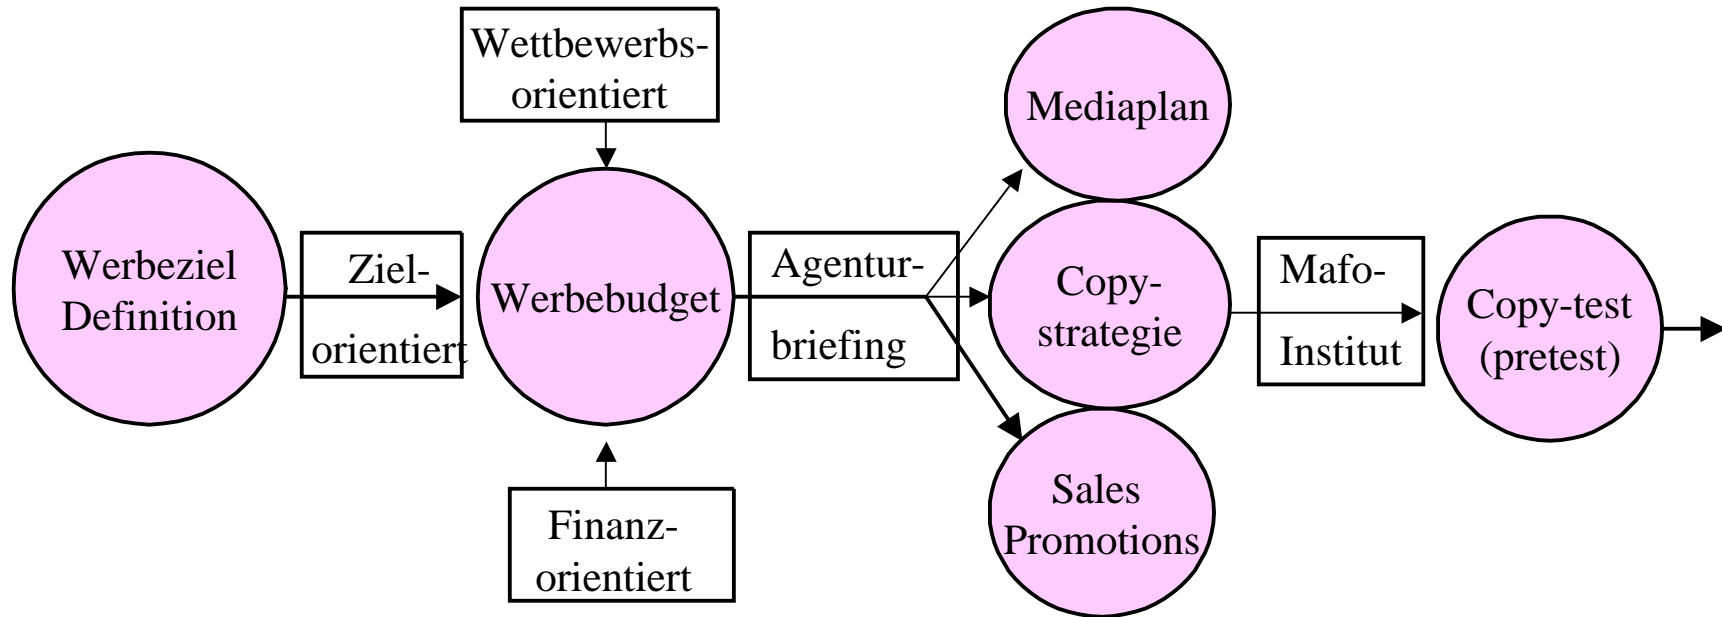 Wettbewerbs-
orientiert
Werbeziel
Definition
Ziel-
orientiert
Werbebudget
Finanz-
orientiert
Agentur-
briefing
Mediaplan
Copy-
strategie
Sales
Promotions
Mafo-
Institut
Copy-test
(pretest)